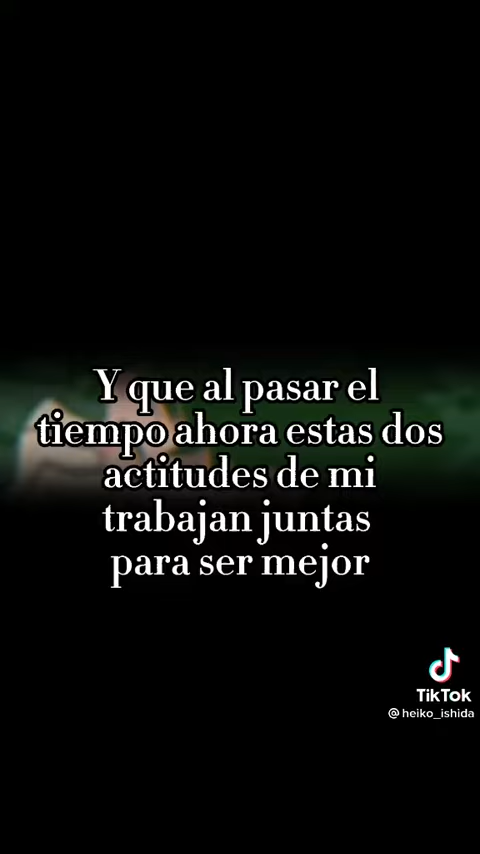 Y que al pasar el
tiempo ahora estas dos
actitudes de mi
trabajan juntas
para ser mejor
TikTok
@heiko_ishida